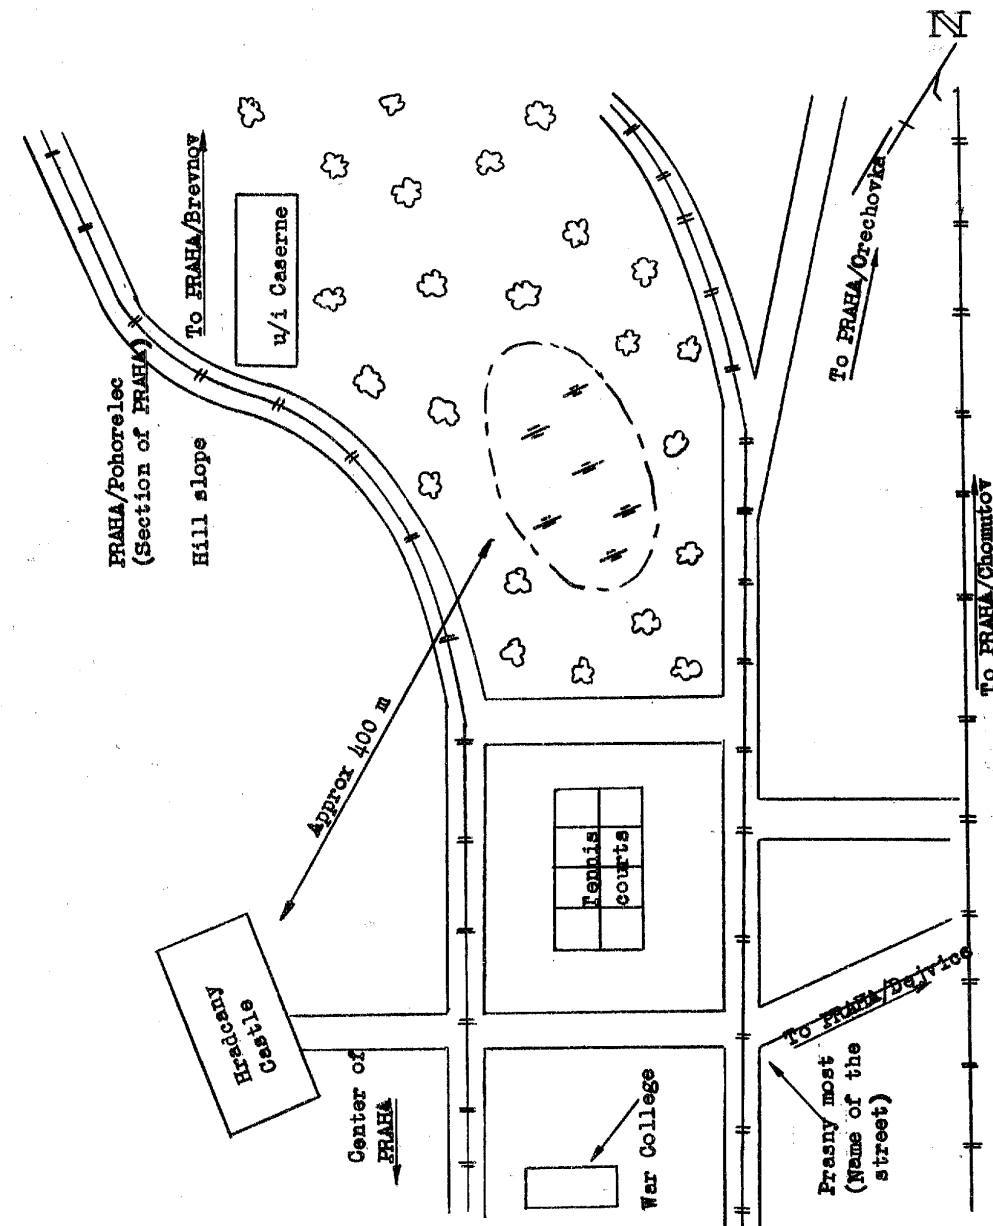 N
To PRAHA/Brevnov
u/i Caserne
PRAHA/Pohorelec
(Section of PRAHA)
Hill slope
To PRAHA/Orechovka
To PRAHA/Chomutov
Approx 400 m
Tennis
courts
Hradcany
Castle
To PRAHA/Dejvice
Center of
PRAHA
War College
Prasny most
(Name of the
street)